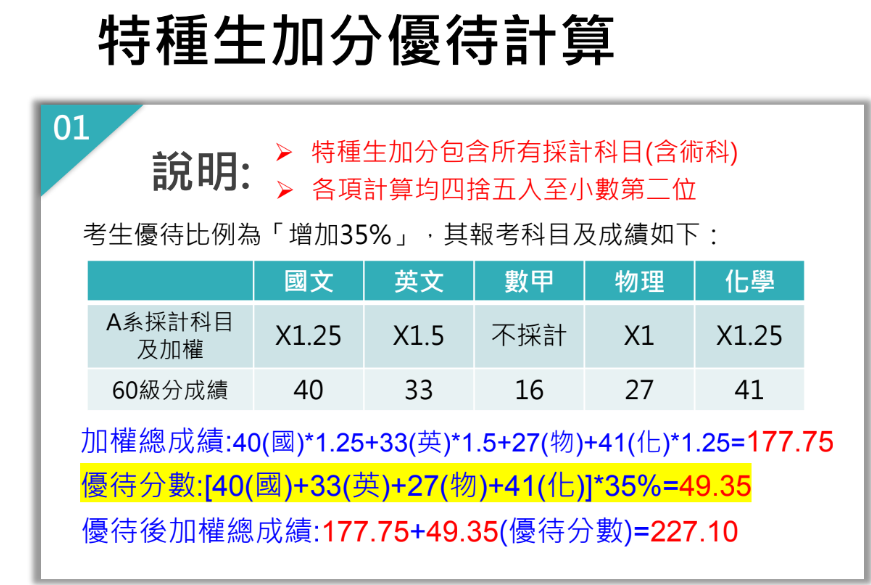 特種生加分優待計算
01
說明:
➢ 特種生加分包含所有採計科目(含術科)
➢ 各項計算均四捨五入至小數第二位
考生優待比例為「增加35%」，其報考科目及成績如下：
國文 英文 數甲 物理 化學
A系採計科目
及加權 X1.25 X1.5 不採計 X1 X1.25
60級分成績 40 33 16 27 41
加權總成績:40(國)*1.25+33(英)*1.5+27(物)+41(化)*1.25=177.75
優待分數:[40(國)+33(英)+27(物)+41(化)]*35%=49.35
優待後加權總成績:177.75+49.35(優待分數)=227.10